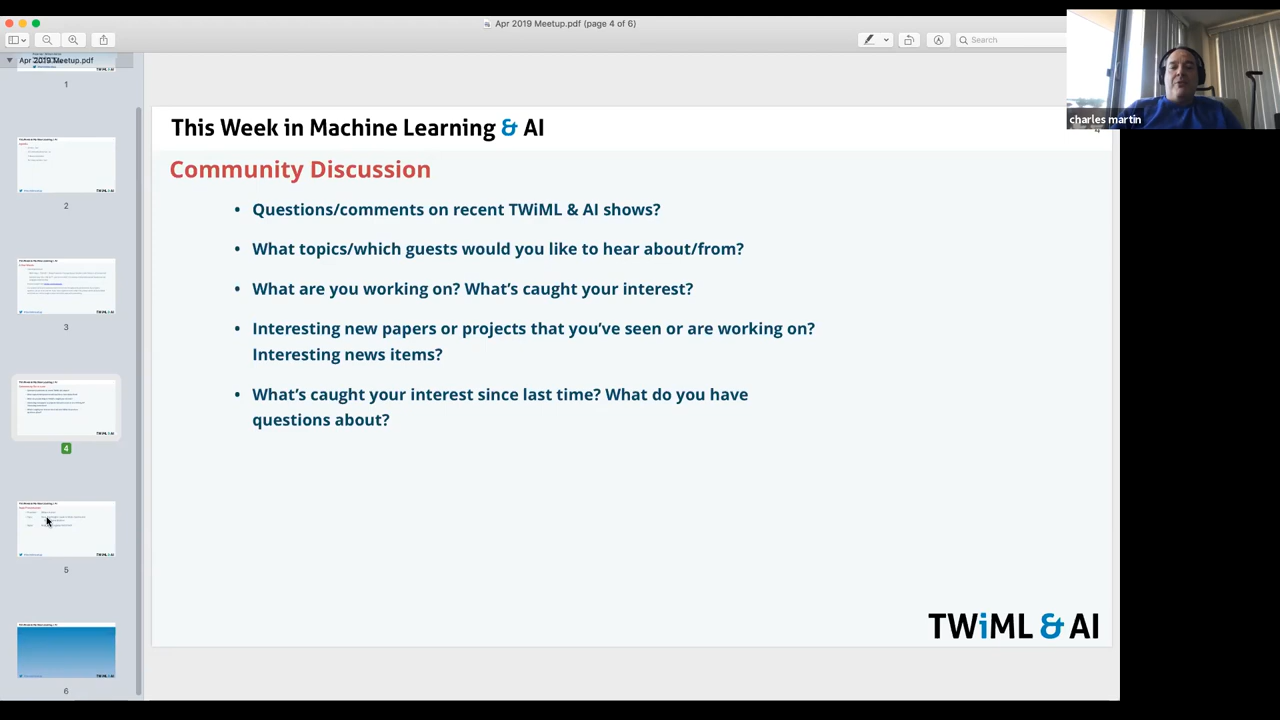 Apr 2019 Meetup.pdf (page 4 of 6)
Search
charles martin
Apr 2019 Meetup.pdf
1
2
3
4
5
6
This Week in Machine Learning & AI
Community Discussion
• Questions/comments on recent TWiML & AI shows?
• What topics/which guests would you like to hear about/from?
• What are you working on? What's caught your interest?
• Interesting new papers or projects that you've seen or are working on?
Interesting news items?
• What's caught your interest since last time? What do you have
questions about?
TWiML & AI